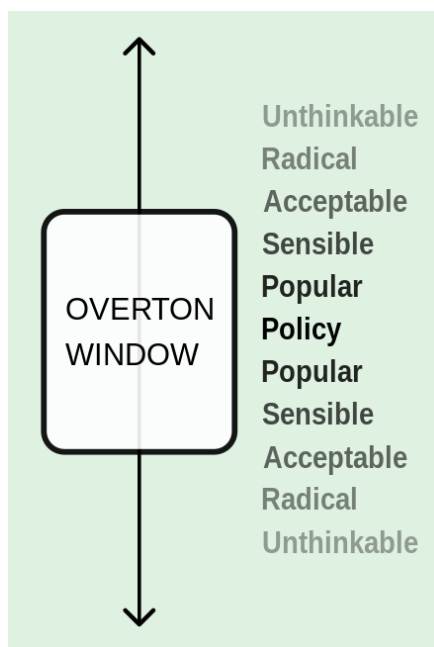 OVERTON
WINDOW
Unthinkable
Radical
Acceptable
Sensible
Popular
Policy
Popular
Sensible
Acceptable
Radical
Unthinkable